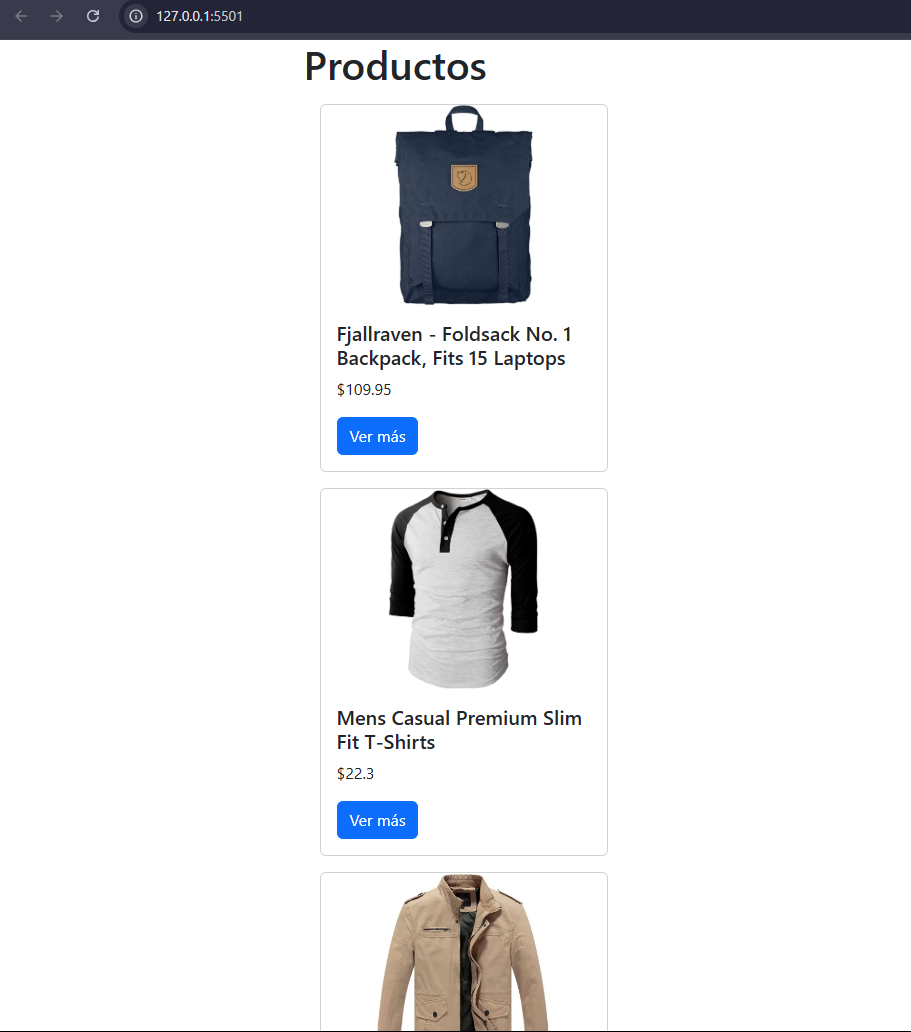 127.0.0.1:5501
Productos
Fjallraven - Foldsack No. 1
Backpack, Fits 15 Laptops
$109.95
Ver más
Mens Casual Premium Slim
Fit T-Shirts
$22.3
Ver más